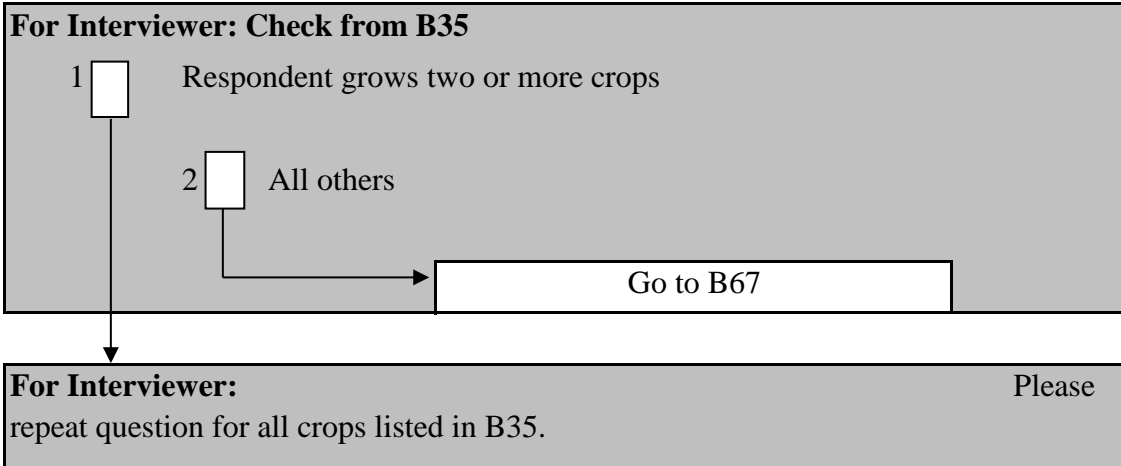 For Interviewer: Check from B35
1 Respondent grows two or more crops
2 All others
Go to B67
For Interviewer: Please
repeat question for all crops listed in B35.